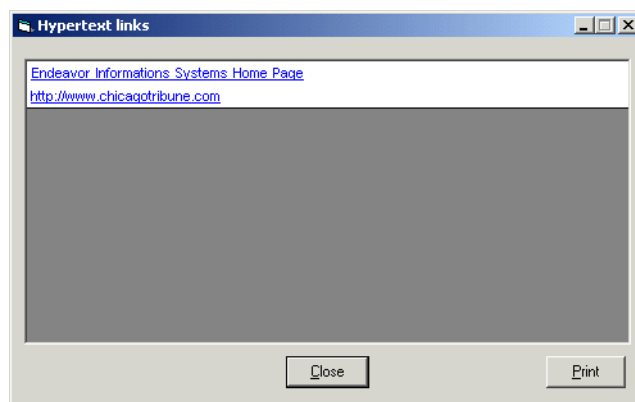 Hypertext links
Endeavor Informations Systems Home Page
http://www.chicagotribune.com
Close
Print